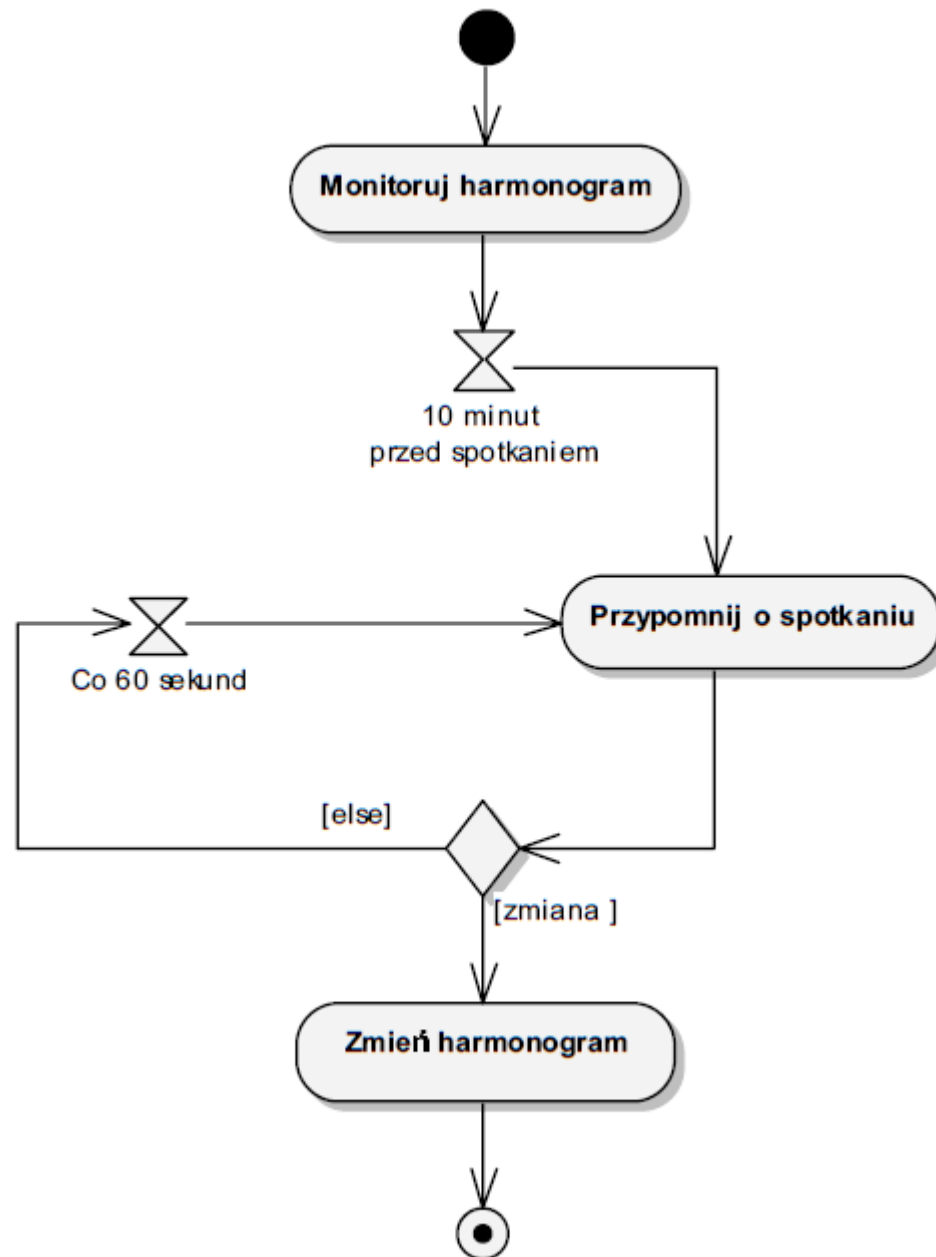 Monitoruj harmonogram
10 minut
przed spotkaniem
Przypomnij o spotkaniu
Co 60 sekund
[else]
[zmiana ]
Zmień harmonogram